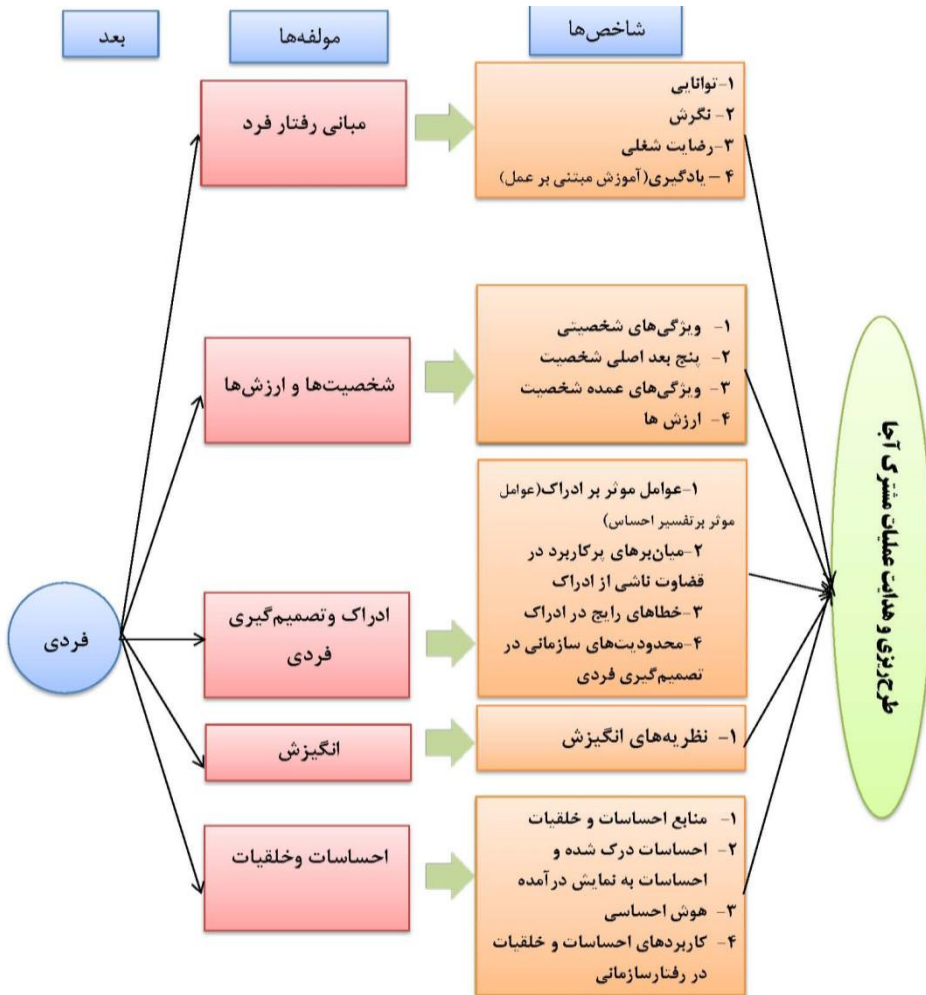 بعد
مولفه‌ها
شاخص‌ها
فردی
مبانی رفتار فرد
۱-توانایی
۲- نگرش
۳-رضایت شغلی
۴ – یادگیری(آموزش مبتنی بر عمل)
شخصیت‌ها و ارزش‌ها
۱- ویژگی‌های شخصیتی
۲- پنج بعد اصلی شخصیت
۳- ویژگی‌های عمده شخصیت
۴- ارزش ها
ادراک وتصمیم‌گیری
فردی
۱-عوامل موثر بر ادراک(عوامل
موثر برتفسیر احساس)
۲-میان‌برهای پرکاربرد در
قضاوت ناشی از ادراک
۳-خطاهای رایج در ادراک
۴-محدودیت‌های سازمانی در
تصمیم‌گیری فردی
انگیزش
۱- نظریه‌های انگیزش
احساسات وخلقیات
۱- منابع احساسات و خلقیات
۲- احساسات درک شده و
احساسات به نمایش درآمده
۳- هوش احساسی
۴- کاربردهای احساسات و خلقیات
در رفتارسازمانی
طرح‌ریزی و هدایت عملیات مشترک آجا